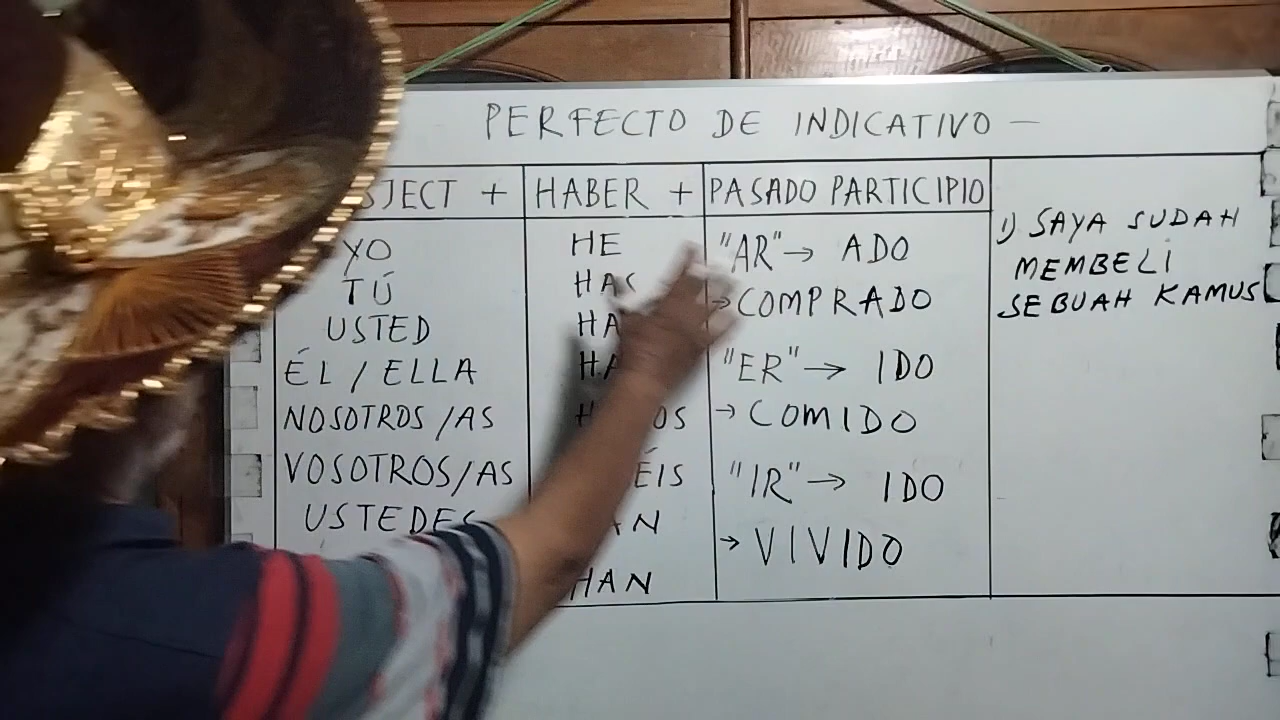 PERFECTO DE INDICATIVO —
+ HABER + PASADO PARTICIPIO
YO HE "AR" → ADO
TÚ → COMPRADO
USTED
ÉL / ELLA "ER" → IDO
NOSOTROS /AS → COMIDO
VOSOTROS/AS "IR" → IDO
USTEDES → VIVIDO
HAN
1) SAYA SUDAH
MEMBELI
SEBUAH KAMUS